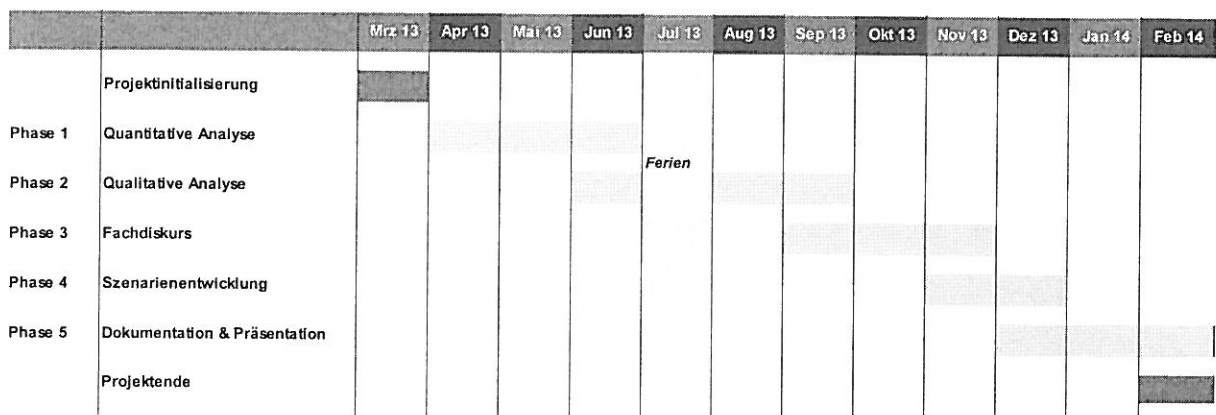 Mrz 13 Apr 13 Mai 13 Jun 13 Jul 13 Aug 13 Sep 13 Okt 13 Nov 13 Dez 13 Jan 14 Feb 14
Projektinitialisierung
Phase 1 Quantitative Analyse
Ferien
Phase 2 Qualitative Analyse
Phase 3 Fachdiskurs
Phase 4 Szenarienentwicklung
Phase 5 Dokumentation & Präsentation
Projektende